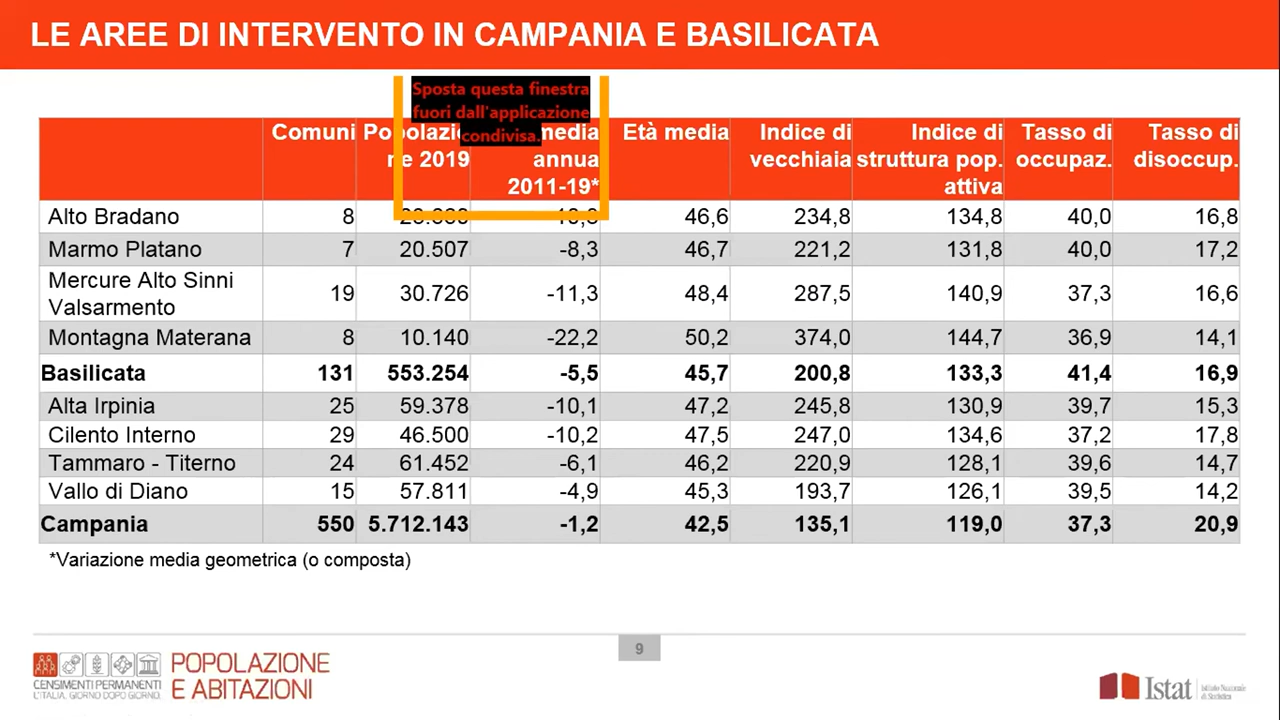 LE AREE DI INTERVENTO IN CAMPANIA E BASILICATA
Sposta questa finestra
fuori dall'applicazione
condivisa.
Comuni Popolazio media Età media Indice di Indice di Tasso di Tasso di
ne 2019 annua vecchiaia struttura pop. occupaz. disoccup.
2011-19* attiva
Alto Bradano 8 46,6 234,8 134,8 40,0 16,8
Marmo Platano 7 20.507 -8,3 46,7 221,2 131,8 40,0 17,2
Mercure Alto Sinni
Valsarmento 19 30.726 -11,3 48,4 287,5 140,9 37,3 16,6
Montagna Materana 8 10.140 -22,2 50,2 374,0 144,7 36,9 14,1
Basilicata 131 553.254 -5,5 45,7 200,8 133,3 41,4 16,9
Alta Irpinia 25 59.378 -10,1 47,2 245,8 130,9 39,7 15,3
Cilento Interno 29 46.500 -10,2 47,5 247,0 134,6 37,2 17,8
Tammaro - Titerno 24 61.452 -6,1 46,2 220,9 128,1 39,6 14,7
Vallo di Diano 15 57.811 -4,9 45,3 193,7 126,1 39,5 14,2
Campania 550 5.712.143 -1,2 42,5 135,1 119,0 37,3 20,9
*Variazione media geometrica (o composta)
9
POPOLAZIONE
E ABITAZIONI
CENSIMENTI PERMANENTI
L'ITALIA. GIORNO DOPO GIORNO.
Istat
Istituto Nazionale
di Statistica